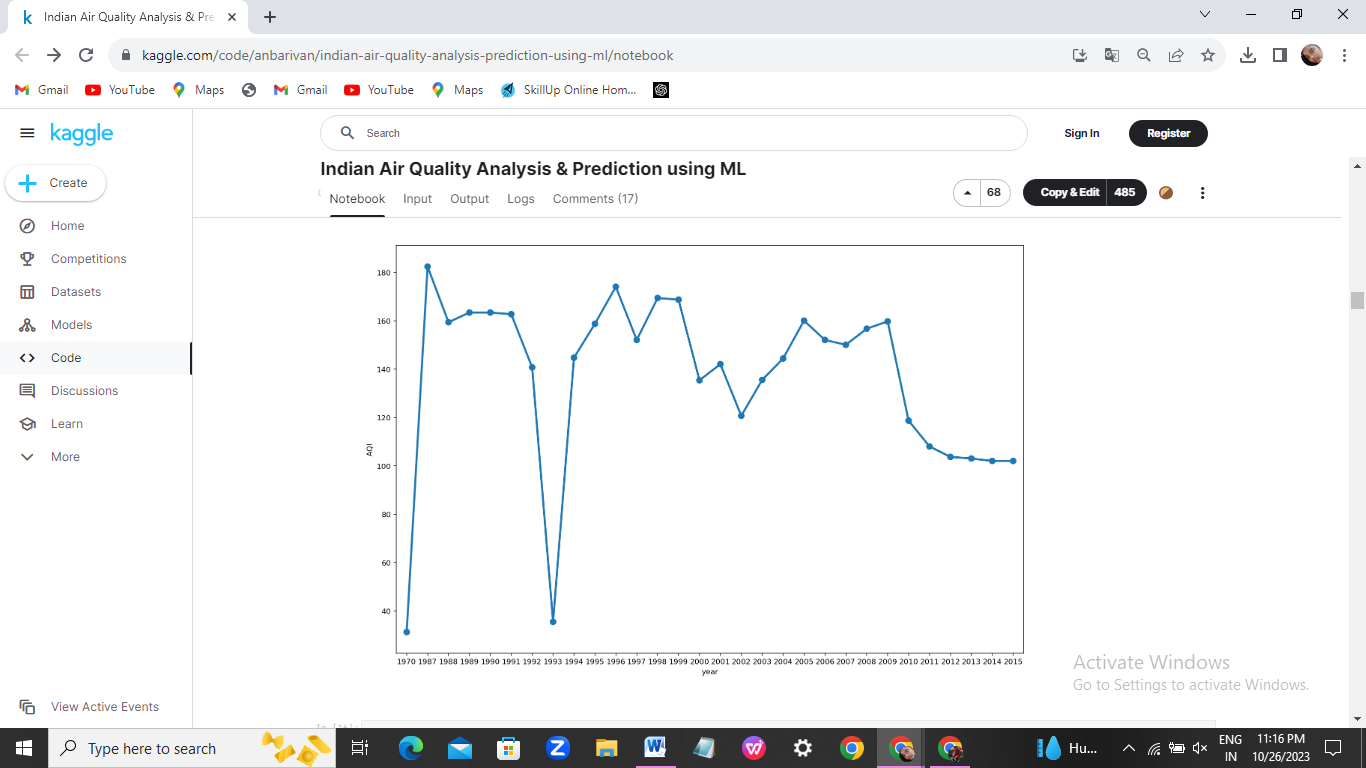 Indian Air Quality Analysis & Pre
kaggle.com/code/anbarivan/indian-air-quality-analysis-prediction-using-ml/notebook
Gmail YouTube Maps Gmail YouTube Maps SkillUp Online Hom...
kaggle
Search
Sign In
Register
Indian Air Quality Analysis & Prediction using ML
Notebook Input Output Logs Comments (17)
68
Copy & Edit 485
Create
Home
Competitions
Datasets
Models
Code
Discussions
Learn
More
View Active Events
180
160
140
120
100
80
60
40
AQI
1970 1987 1988 1989 1990 1991 1992 1993 1994 1995 1996 1997 1998 1999 2000 2001 2002 2003 2004 2005 2006 2007 2008 2009 2010 2011 2012 2013 2014 2015
year
Activate Windows
Go to Settings to activate Windows.
Type here to search
Hu...
ENG
IN
11:16 PM
10/26/2023